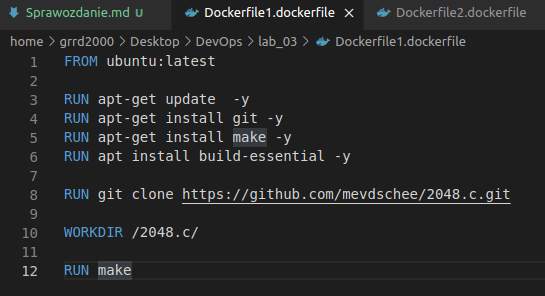 Sprawozdanie.md U Dockerfile1.dockerfile × Dockerfile2.dockerfile
home > grrd2000 > Desktop > DevOps > lab_03 > Dockerfile1.dockerfile
1 FROM ubuntu:latest
2
3 RUN apt-get update  -y
4 RUN apt-get install git -y
5 RUN apt-get install make -y
6 RUN apt install build-essential -y
7
8 RUN git clone https://github.com/mevdschee/2048.c.git
9
10 WORKDIR /2048.c/
11
12 RUN make